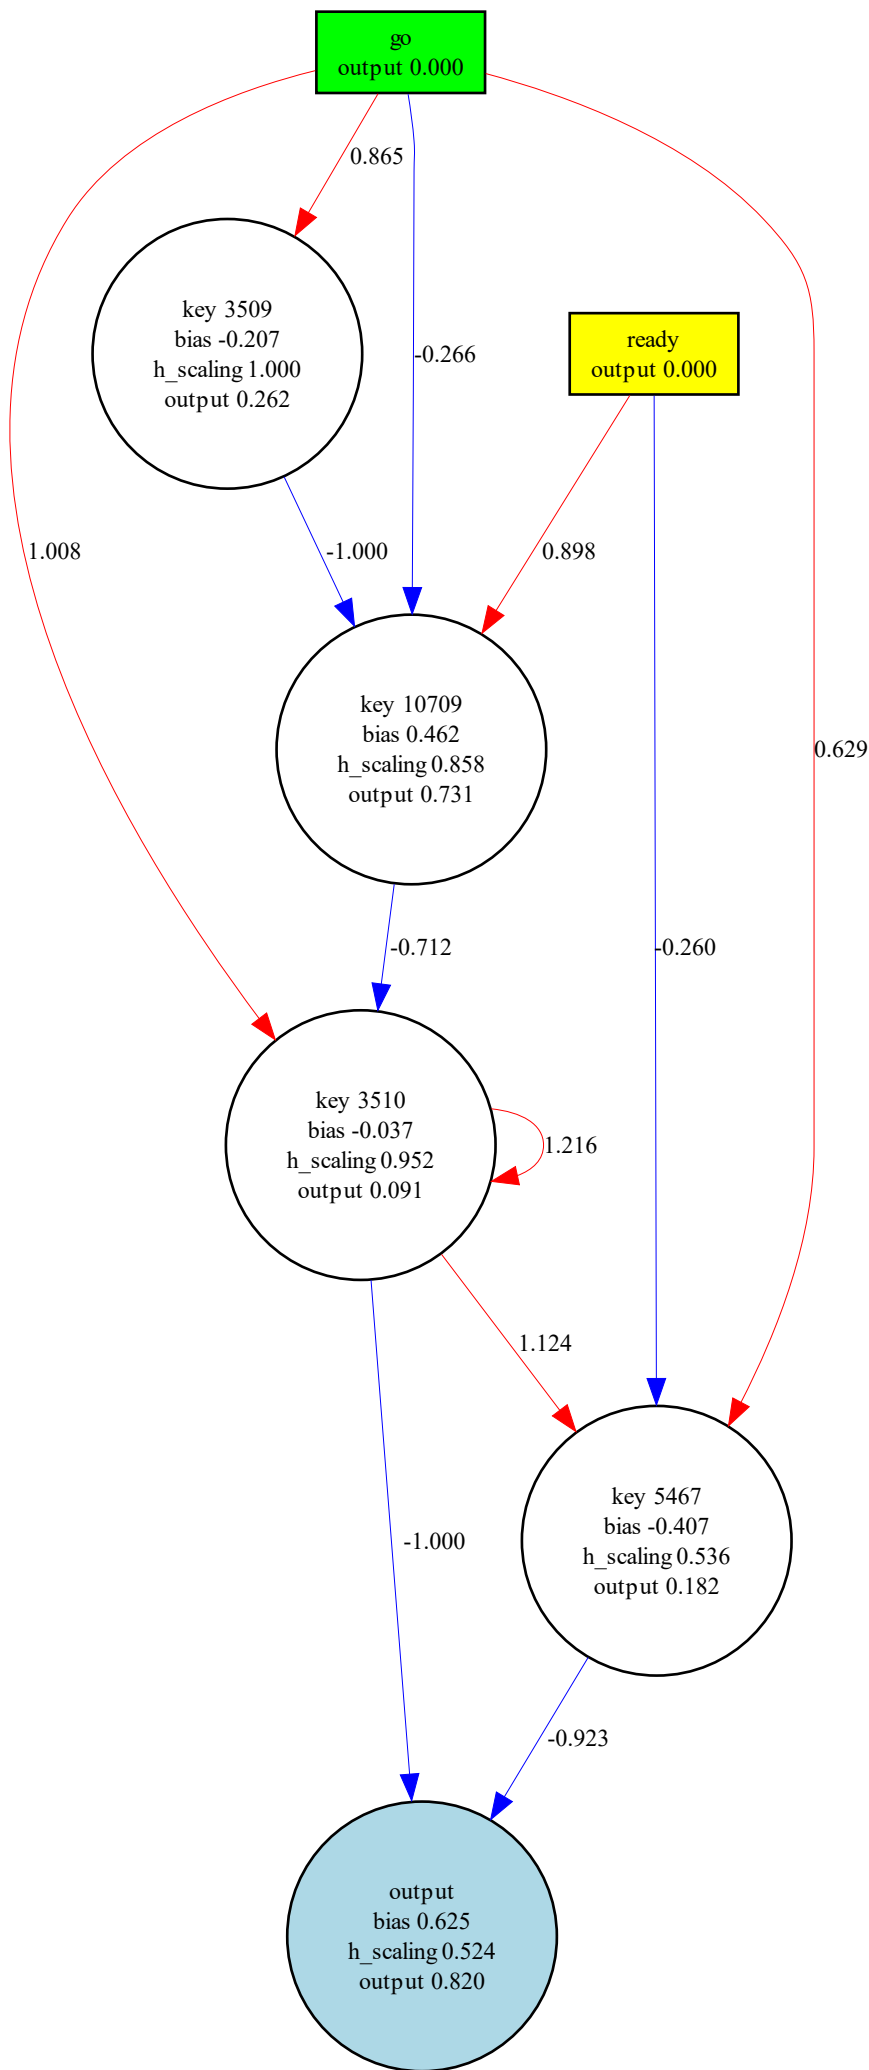 go
output 0.000
0.865
key 3509
bias -0.207
h_scaling 1.000
output 0.262
-0.266
ready
output 0.000
1.008
-1.000
0.898
key 10709
bias 0.462
h_scaling 0.858
output 0.731
0.629
-0.712
-0.260
key 3510
bias -0.037
h_scaling 0.952
output 0.091
1.216
1.124
key 5467
bias -0.407
h_scaling 0.536
output 0.182
-1.000
-0.923
output
bias 0.625
h_scaling 0.524
output 0.820